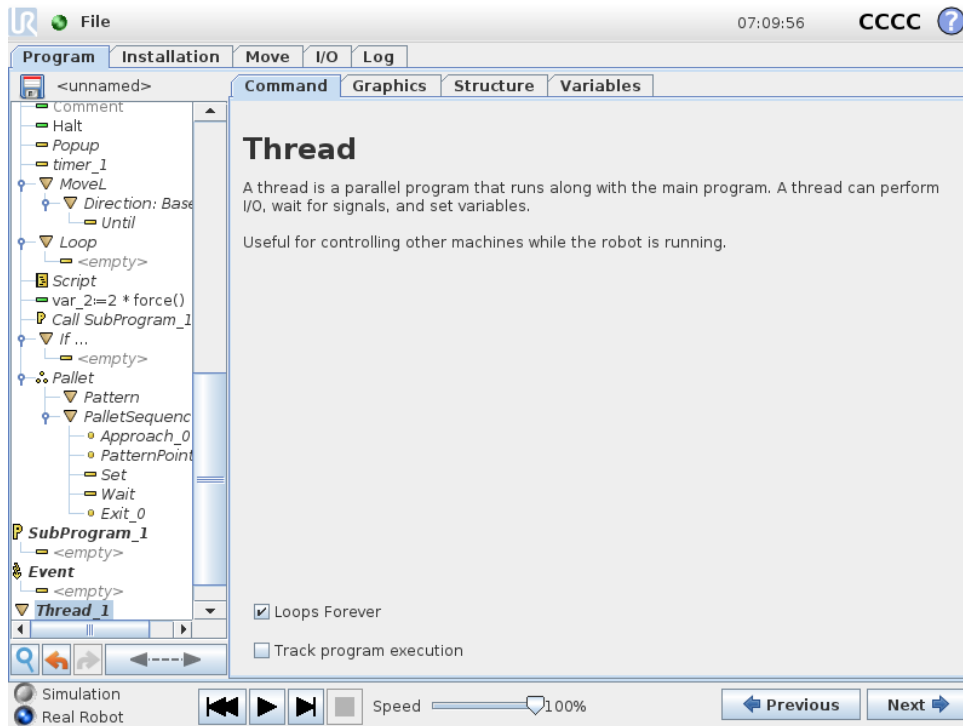 UR File 07:09:56 CCCC ?
Program Installation Move I/O Log
<unnamed>
Command Graphics Structure Variables
Comment
Halt
Popup
timer_1
MoveL
Direction: Base
Until
Loop
<empty>
Script
var_2:=2 * force()
P Call SubProgram_1
If ...
<empty>
Pallet
Pattern
PalletSequenc
Approach_0
PatternPoint
Set
Wait
Exit_0
P SubProgram_1
<empty>
Event
<empty>
Thread_1
Thread
A thread is a parallel program that runs along with the main program. A thread can perform
I/O, wait for signals, and set variables.
Useful for controlling other machines while the robot is running.
Loops Forever
Track program execution
Simulation
Real Robot
Speed 100%
Previous Next